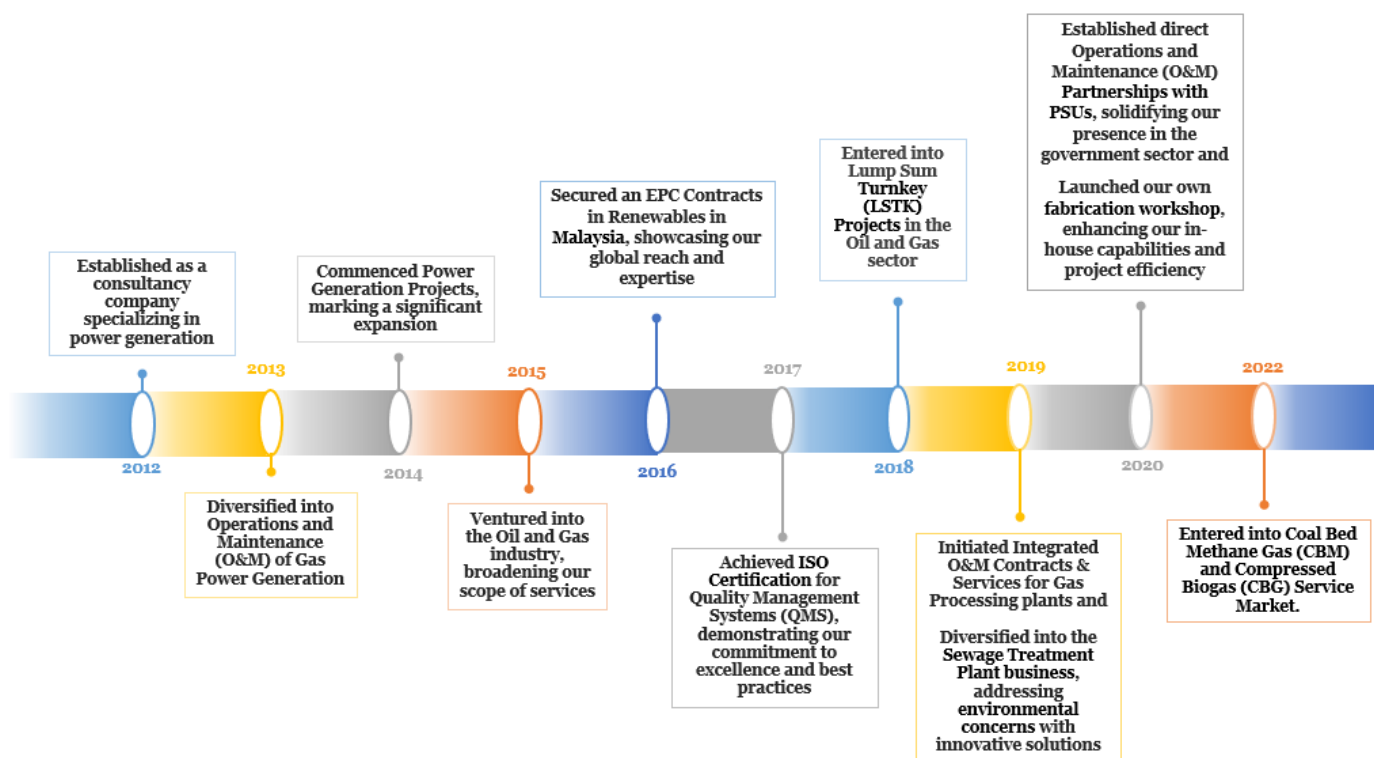 Established as a
consultancy
company
specializing in
power generation
2012
2013
Diversified into
Operations and
Maintenance
(O&M) of Gas
Power Generation
Commenced Power
Generation Projects,
marking a significant
expansion
2014
2015
Ventured into
the Oil and Gas
industry,
broadening our
scope of services
Secured an EPC Contracts
in Renewables in
Malaysia, showcasing our
global reach and
expertise
2016
2017
Achieved ISO
Certification for
Quality Management
Systems (QMS),
demonstrating our
commitment to
excellence and best
practices
Entered into
Lump Sum
Turnkey
(LSTK)
Projects in the
Oil and Gas
sector
2018
2019
Initiated Integrated
O&M Contracts &
Services for Gas
Processing plants and
Diversified into the
Sewage Treatment
Plant business,
addressing
environmental
concerns with
innovative solutions
Established direct
Operations and
Maintenance (O&M)
Partnerships with
PSUs, solidifying our
presence in the
government sector and
Launched our own
fabrication workshop,
enhancing our in-
house capabilities and
project efficiency
2020
2022
Entered into Coal Bed
Methane Gas (CBM)
and Compressed
Biogas (CBG) Service
Market.